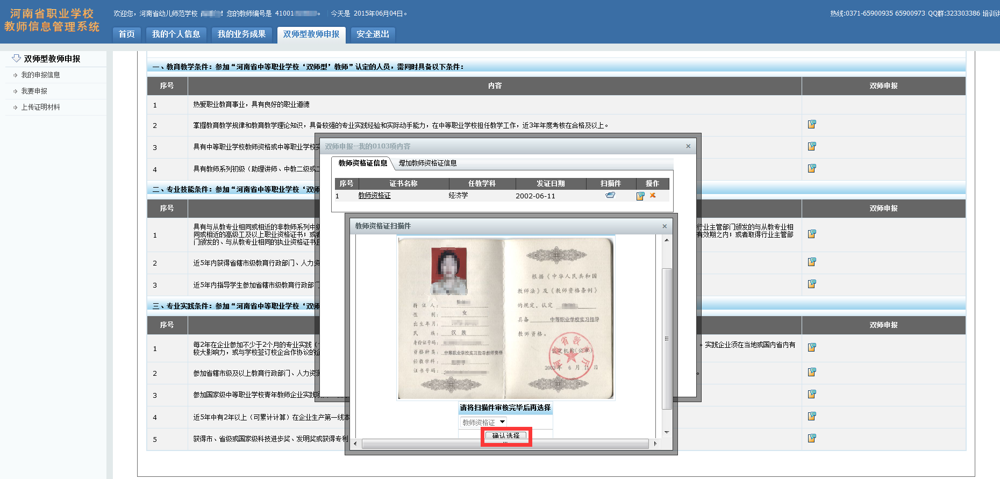 河南省职业学校
教师信息管理系统
欢迎您，河南省幼儿师范学校 ！您的教师编号是 41001 。 今天是 2015年06月04日。
热线:0371-65900935 65900973 QQ群:323303386 培训讲
首页 我的个人信息 我的业务成果 双师型教师申报 安全退出
双师型教师申报
我的申报信息
我要申报
上传证明材料
一、教育教学条件：参加“河南省中等职业学校‘双师型’教师”认定的人员，需同时具备以下条件：
序号 内容 双师申报
1 热爱职业教育事业，具有良好的职业道德
2 掌握教育教学规律和教育教学理论知识，具备较强的专业实践经验和实际动手能力，在中等职业学校担任教学工作，近3年年度考核在合格及以上。
3 具有中等职业学校教师资格或中等职业学校实
4 具有教师系列初级（助理讲师、中教二级或二
二、专业技能条件：参加“河南省中等职业学校‘双师
序号 双师申报
1 具有与从教专业相同或相近的非教师系列中级 行业主管部门颁发的与从教专业相
同或相近的高级工及以上职业资格证书；或者 有效期之内；或者取得行业主管部
门颁发的、与从教专业相同的执业资格证书且
2 近5年内获得省辖市级教育行政部门、人力资
3 近5年内指导学生参加省辖市级教育行政部门
三、专业实践条件：参加“河南省中等职业学校‘双师
序号 双师申报
1 每2年在企业参加不少于2个月的专业实践（ 。实践企业须在当地或国内省内有
较大影响力，或与学校签订校企合作协议的企
2 参加省辖市级及以上教育行政部门、人力资源 。
3 参加国家级中等职业学校青年教师企业实践项
4 近5年中有2年以上（可累计计算）在企业生产第一线本
5 获得市、省级或国家级科技进步奖、发明奖或获得专利
双师申报--我的0103项内容 ×
教师资格证信息 增加教师资格证信息
序号 证书名称 任教学科 发证日期 扫描件 操作
1 教师资格证 经济学 2002-06-11
教师资格证扫描件 ×
持 证 人：
性 别： 女
出生年月：
民 族： 汉 族
身份证号码：
资格种类： 中等职业学校实习指导教师资格
任教学科：
证书号码： 2
根据《中华人民共和国
教师法》及《教师资格条例》
的规定，认定
具备 中等职业学校实习指导
教师资格。
河南省教育厅
认定机构(公章)
2002年 6 月 11 日
请将扫描件审核完毕后再选择
教师资格证
确认选择